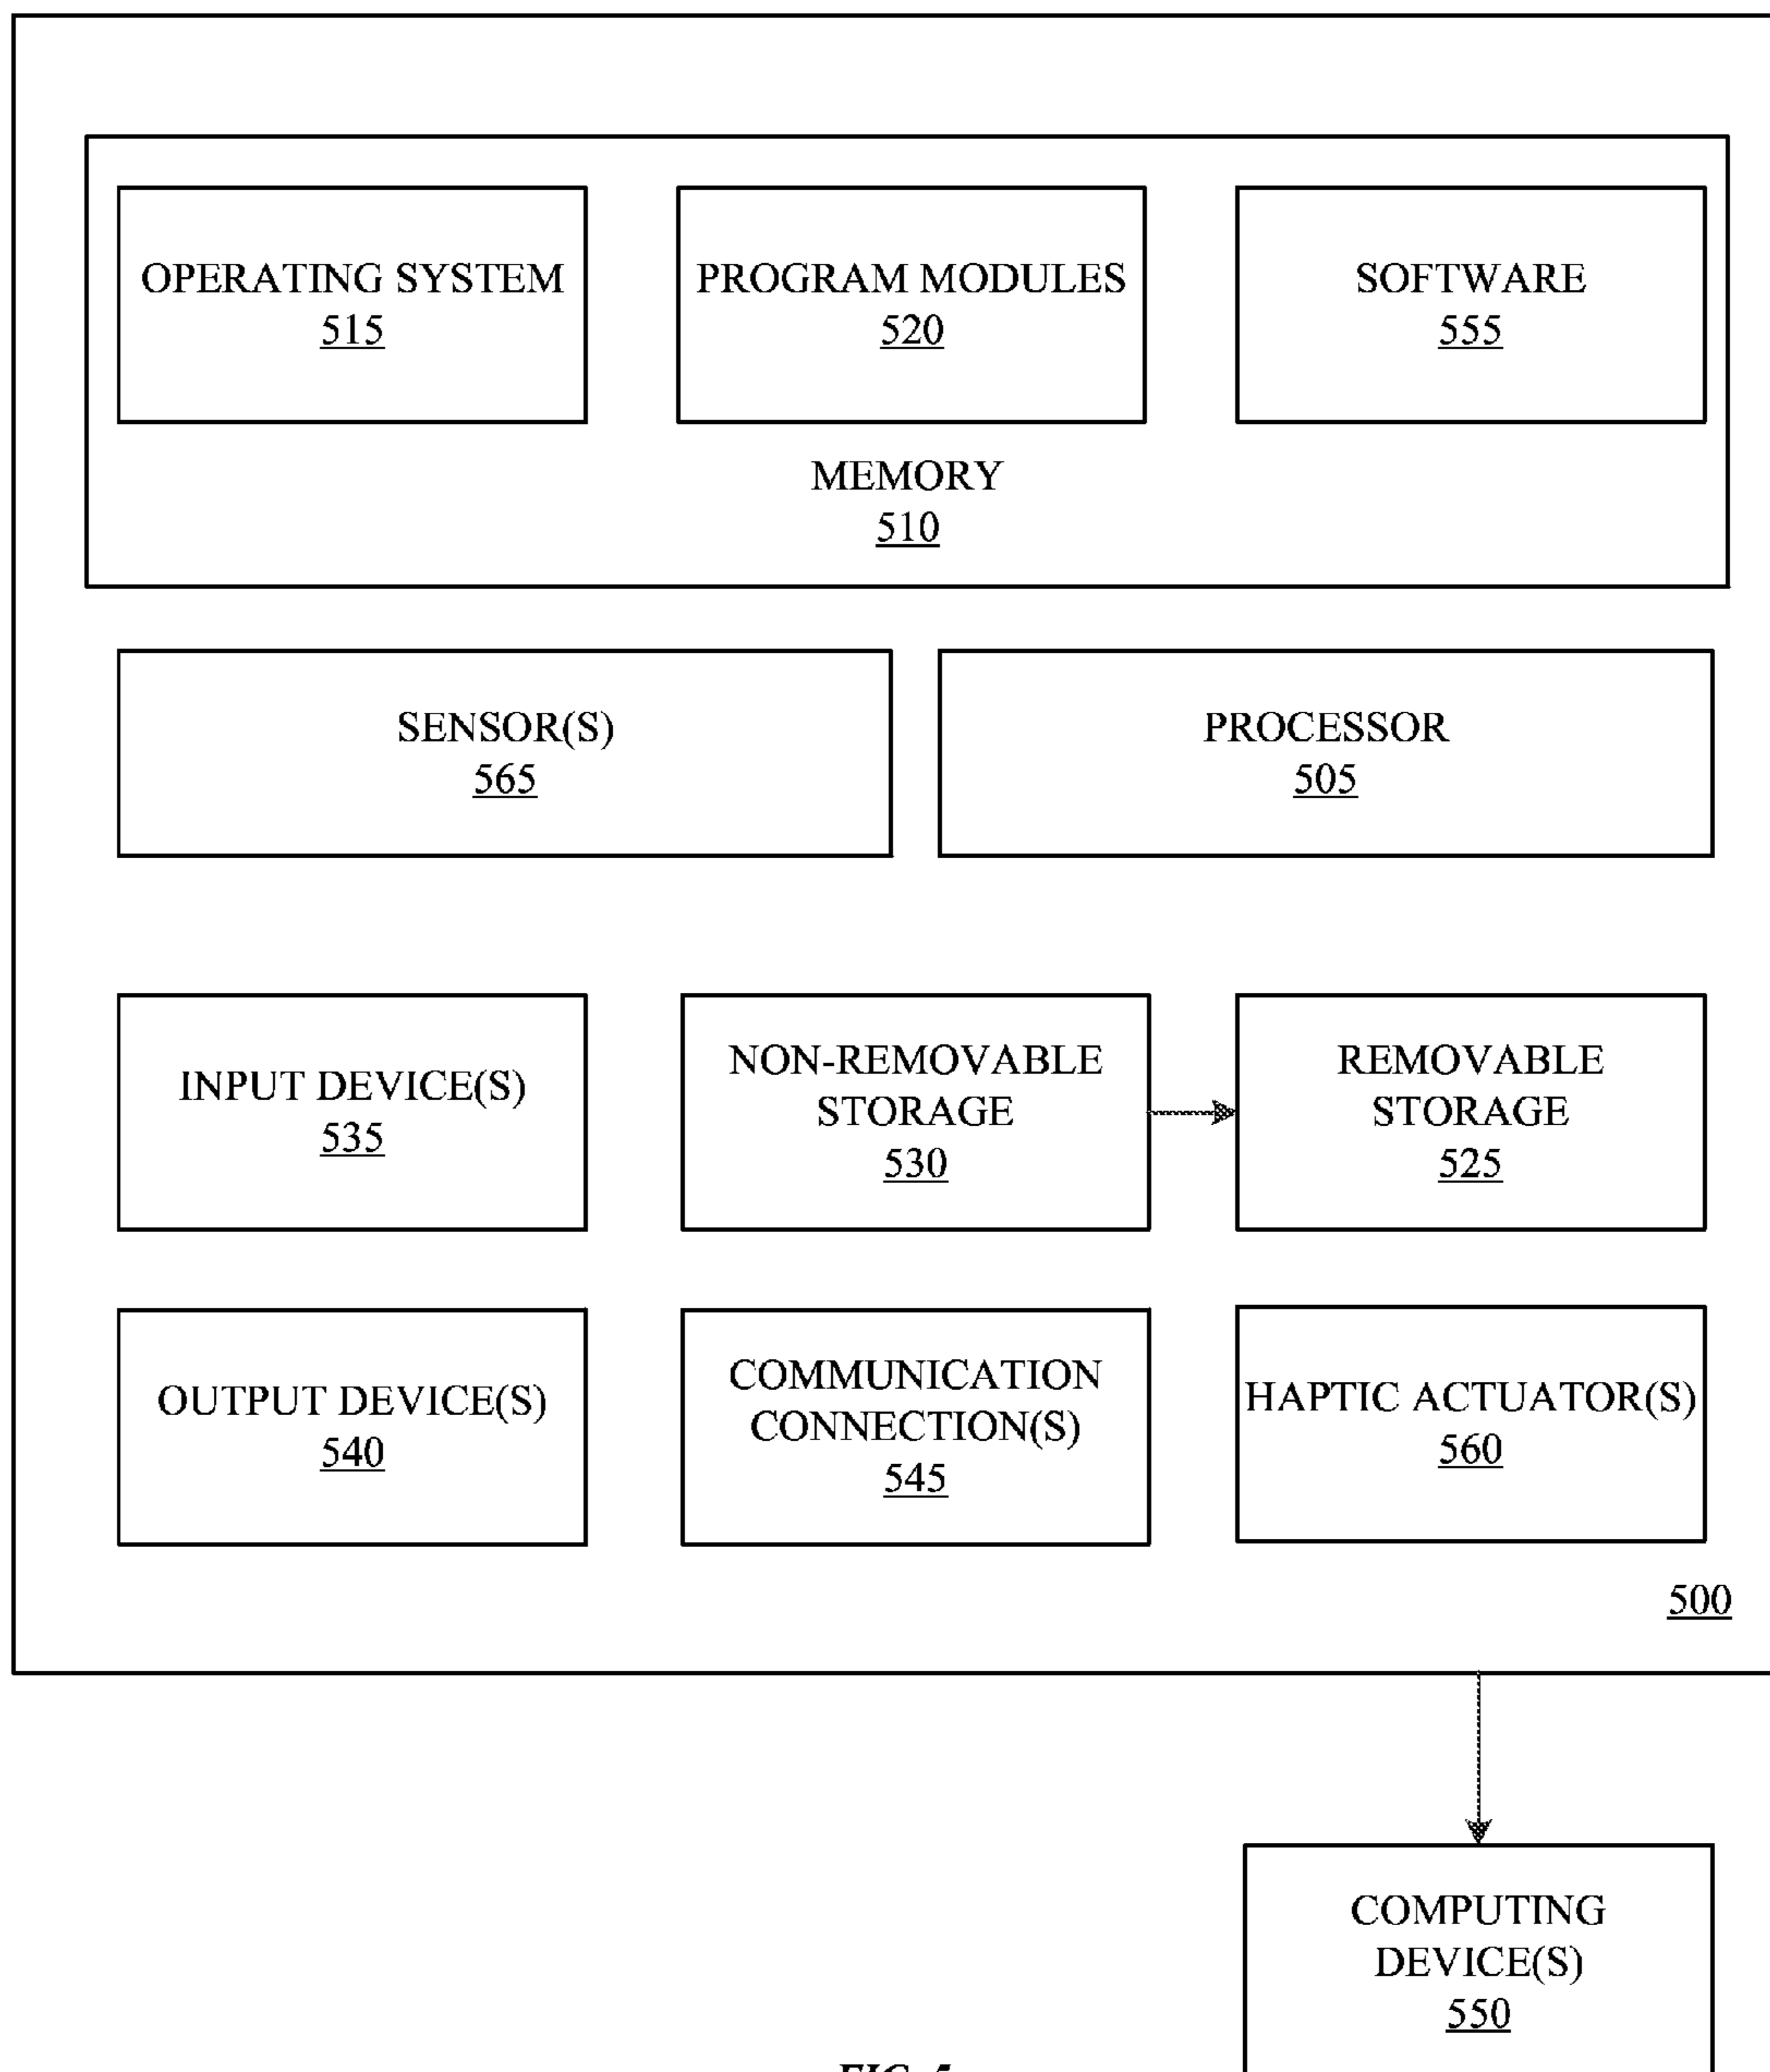 OPERATING SYSTEM
515
PROGRAM MODULES
520
SOFTWARE
555
MEMORY
510
SENSOR(S)
565
PROCESSOR
505
INPUT DEVICE(S)
535
NON-REMOVABLE
STORAGE
530
REMOVABLE
STORAGE
525
OUTPUT DEVICE(S)
540
COMMUNICATION
CONNECTION(S)
545
HAPTIC ACTUATOR(S)
560
500
COMPUTING
DEVICE(S)
550